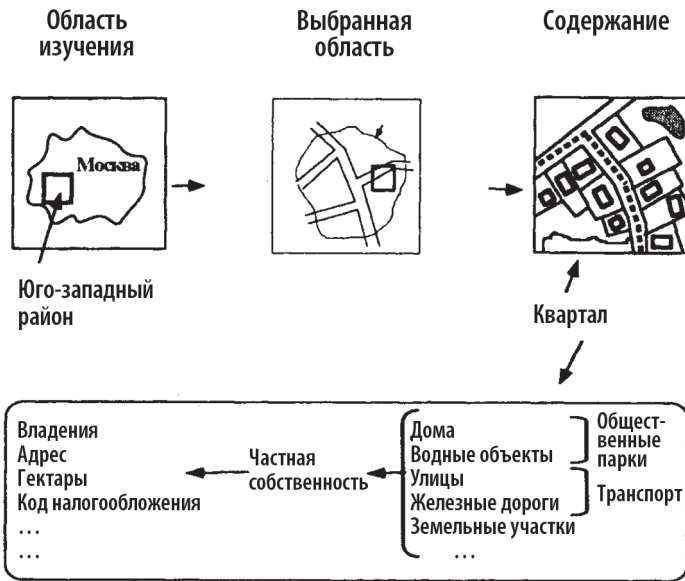 Область
изучения
Выбранная
область
Содержание
Москва
Юго-западный
район
Квартал
Владения
Адрес
Гектары
Код налогообложения
...
...
Частная
собственность
Дома
Водные объекты
Улицы
Железные дороги
Земельные участки
...
Общест-
венные
парки
Транспорт